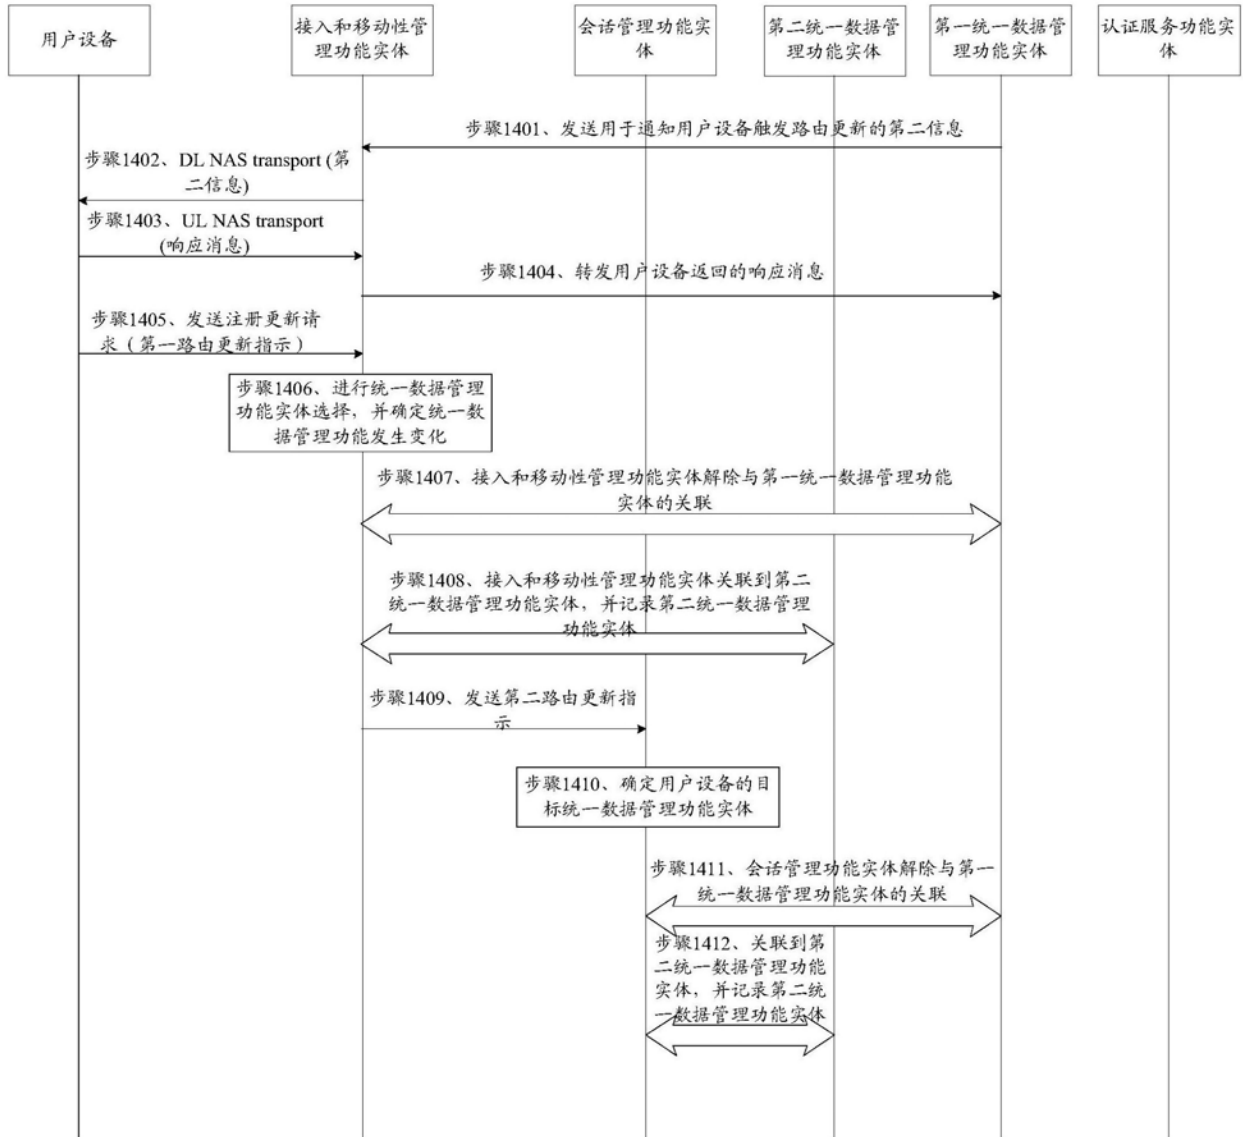 用户设备
接入和移动性管
理功能实体
会话管理功能实
体
第二统一数据管
理功能实体
第一统一数据管
理功能实体
认证服务功能实
体
步骤1401、发送用于通知用户设备触发路由更新的第二信息
步骤1402、DL NAS transport (第
二信息)
步骤1403、UL NAS transport
(响应消息)
步骤1404、转发用户设备返回的响应消息
步骤1405、发送注册更新请
求（第一路由更新指示）
步骤1406、进行统一数据管理
功能实体选择，并确定统一数
据管理功能发生变化
步骤1407、接入和移动性管理功能实体解除与第一统一数据管理功能
实体的关联
步骤1408、接入和移动性管理功能实体关联到第二
统一数据管理功能实体，并记录第二统一数据管理
功能实体
步骤1409、发送第二路由更新指
示
步骤1410、确定用户设备的目
标统一数据管理功能实体
步骤1411、会话管理功能实体解除与第一
统一数据管理功能实体的关联
步骤1412、关联到第
二统一数据管理功能
实体，并记录第二统
一数据管理功能实体